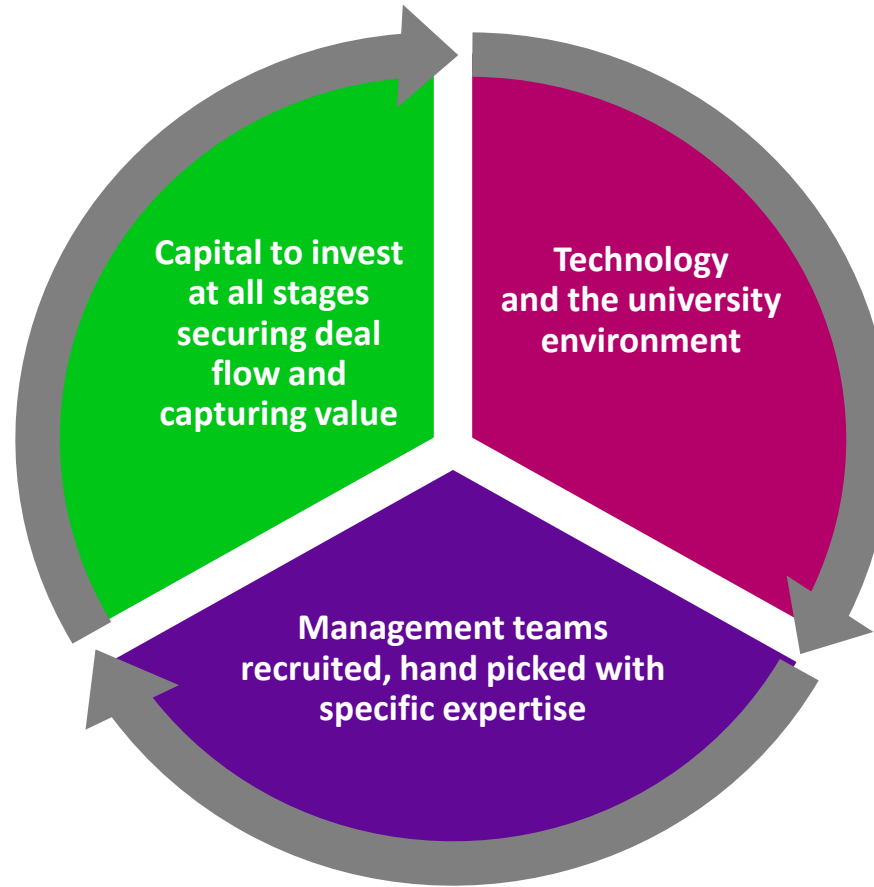 Capital to invest
at all stages
securing deal
flow and
capturing value
Technology
and the university
environment
Management teams
recruited, hand picked with
specific expertise